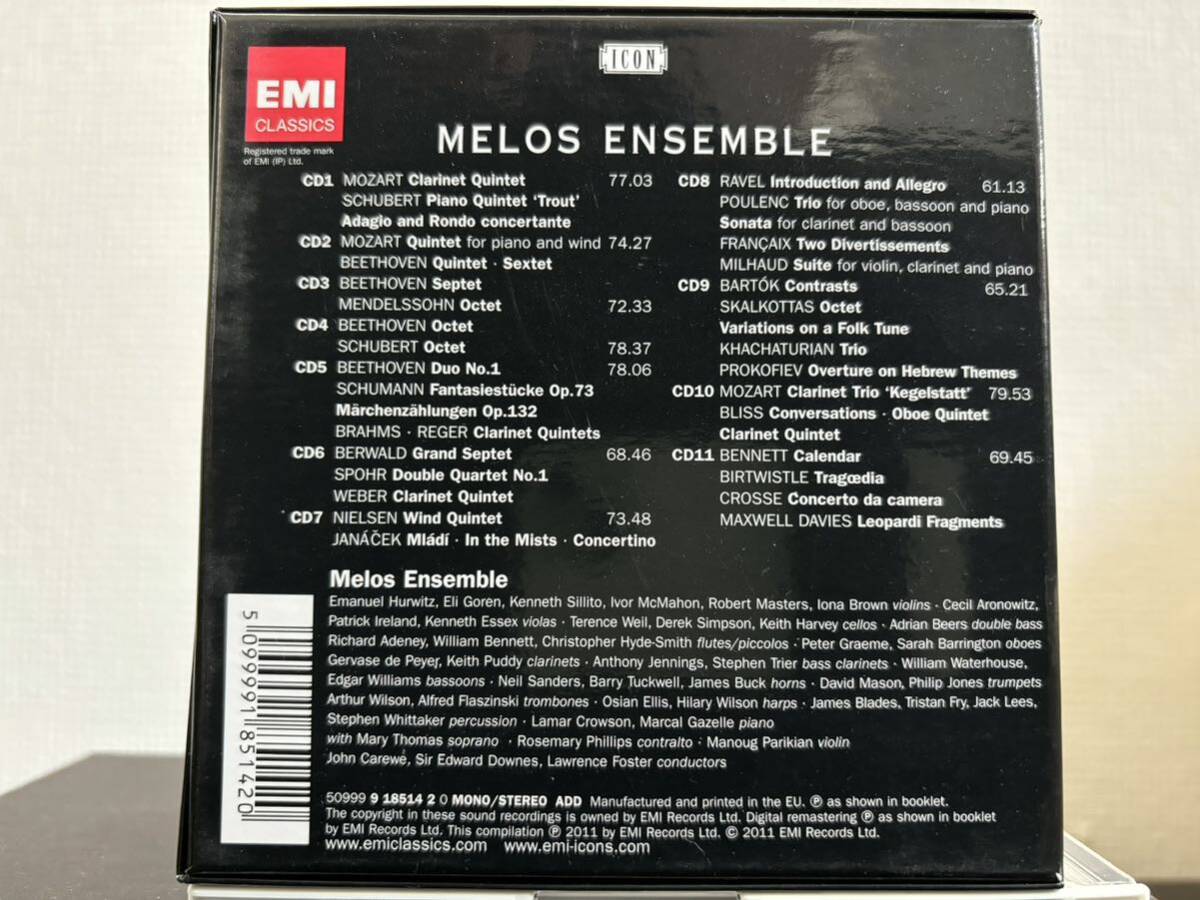 ICON
EMI
CLASSICS
Registered trade mark
of EMI (IP) Ltd.
MELOS ENSEMBLE
CD1 MOZART Clarinet Quintet 77.03
SCHUBERT Piano Quintet 'Trout'
Adagio and Rondo concertante
CD2 MOZART Quintet for piano and wind 74.27
BEETHOVEN Quintet · Sextet
CD3 BEETHOVEN Septet
MENDELSSOHN Octet 72.33
CD4 BEETHOVEN Octet
SCHUBERT Octet 78.37
CD5 BEETHOVEN Duo No.1 78.06
SCHUMANN Fantasiestücke Op.73
Märchenzählungen Op.132
BRAHMS · REGER Clarinet Quintets
CD6 BERWALD Grand Septet 68.46
SPOHR Double Quartet No.1
WEBER Clarinet Quintet
CD7 NIELSEN Wind Quintet 73.48
JANÁČEK Mládí · In the Mists · Concertino
CD8 RAVEL Introduction and Allegro 61.13
POULENC Trio for oboe, bassoon and piano
Sonata for clarinet and bassoon
FRANÇAIX Two Divertissements
MILHAUD Suite for violin, clarinet and piano
CD9 BARTÓK Contrasts 65.21
SKALKOTTAS Octet
Variations on a Folk Tune
KHACHATURIAN Trio
PROKOFIEV Overture on Hebrew Themes
CD10 MOZART Clarinet Trio 'Kegelstatt' 79.53
BLISS Conversations · Oboe Quintet
Clarinet Quintet
CD11 BENNETT Calendar 69.45
BIRTWISTLE Tragœdia
CROSSE Concerto da camera
MAXWELL DAVIES Leopardi Fragments
Melos Ensemble
Emanuel Hurwitz, Eli Goren, Kenneth Sillito, Ivor McMahon, Robert Masters, Iona Brown violins · Cecil Aronowitz,
Patrick Ireland, Kenneth Essex violas · Terence Weil, Derek Simpson, Keith Harvey cellos · Adrian Beers double bass
Richard Adeney, William Bennett, Christopher Hyde-Smith flutes/piccolos · Peter Graeme, Sarah Barrington oboes
Gervase de Peyer, Keith Puddy clarinets · Anthony Jennings, Stephen Trier bass clarinets · William Waterhouse,
Edgar Williams bassoons · Neil Sanders, Barry Tuckwell, James Buck horns · David Mason, Philip Jones trumpets
Arthur Wilson, Alfred Flaszinski trombones · Osian Ellis, Hilary Wilson harps · James Blades, Tristan Fry, Jack Lees,
Stephen Whittaker percussion · Lamar Crowson, Marcal Gazelle piano
with Mary Thomas soprano · Rosemary Phillips contralto · Manoug Parikian violin
John Carewe, Sir Edward Downes, Lawrence Foster conductors
5 099991 851420
50999 9 18514 2 0 MONO/STEREO ADD Manufactured and printed in the EU. ℗ as shown in booklet.
The copyright in these sound recordings is owned by EMI Records Ltd. Digital remastering ℗ as shown in booklet
by EMI Records Ltd. This compilation ℗ 2011 by EMI Records Ltd. © 2011 EMI Records Ltd.
www.emiclassics.com www.emi-icons.com